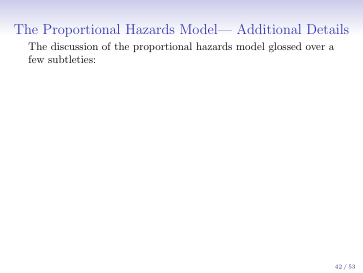 The Proportional Hazards Model— Additional Details
The discussion of the proportional hazards model glossed over a
few subtleties:
42 / 53